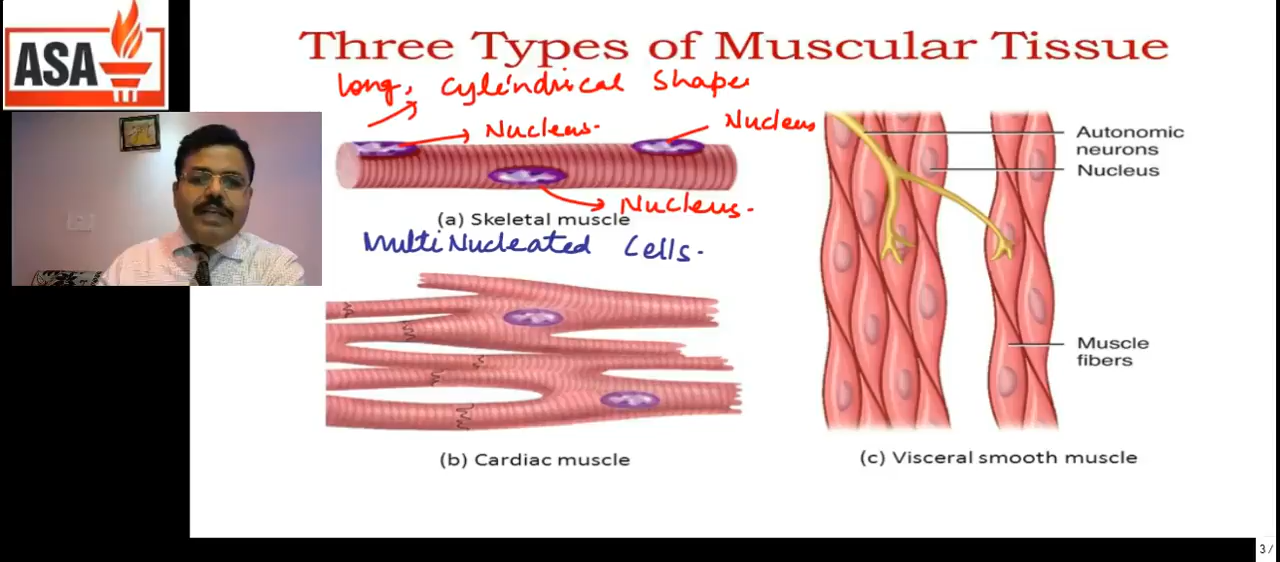 ASA
Three Types of Muscular Tissue
Long, Cylindrical Shape
Nucleus.
Nucleus
Nucleus.
(a) Skeletal muscle
MultiNucleated Cells.
(b) Cardiac muscle
Autonomic
neurons
Nucleus
Muscle
fibers
(c) Visceral smooth muscle
3 /